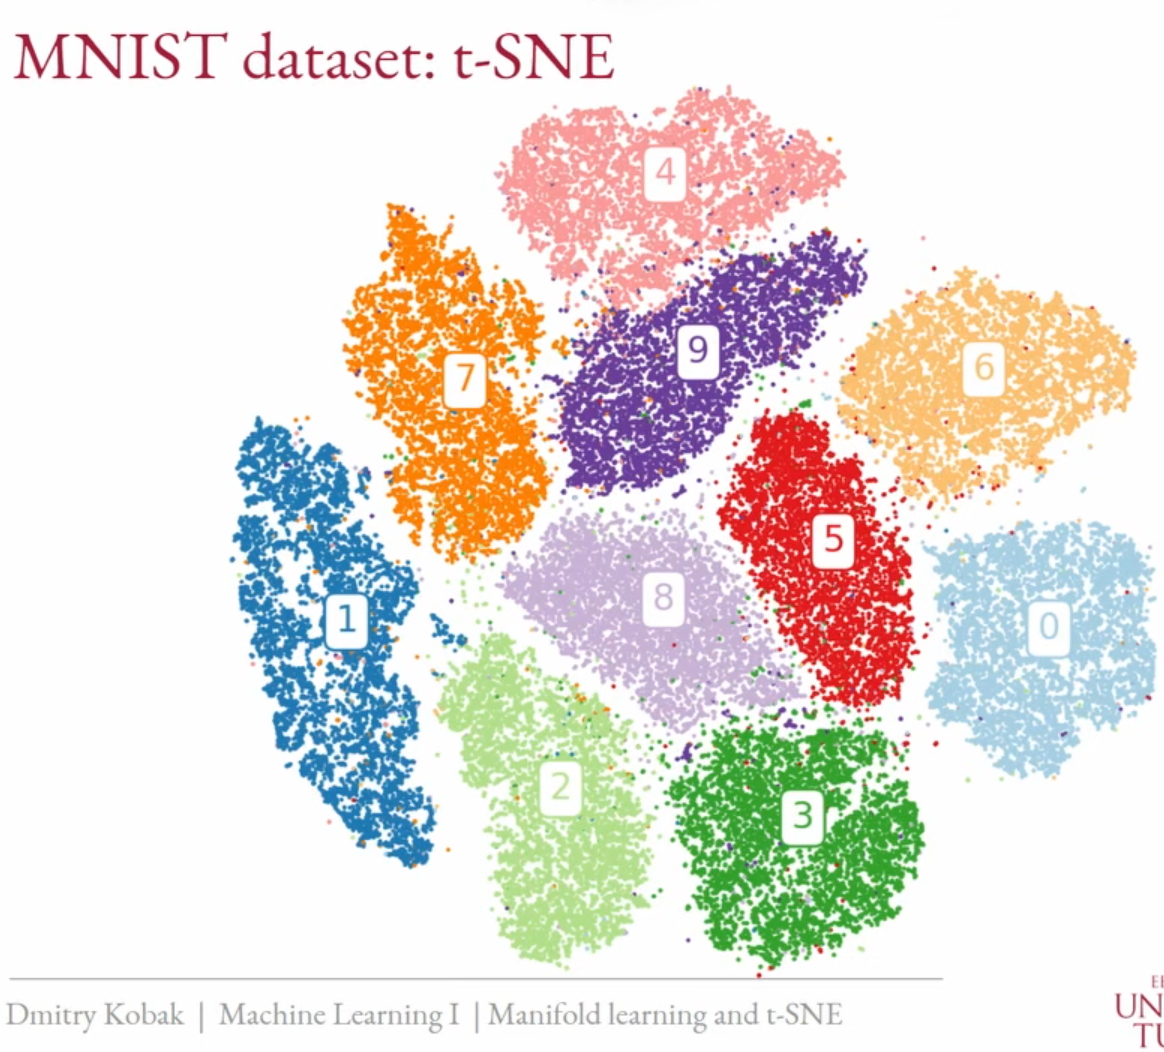 MNIST dataset: t-SNE
4
9
7
6
5
8
1
0
2
3
Dmitry Kobak | Machine Learning I | Manifold learning and t-SNE
UN
TU